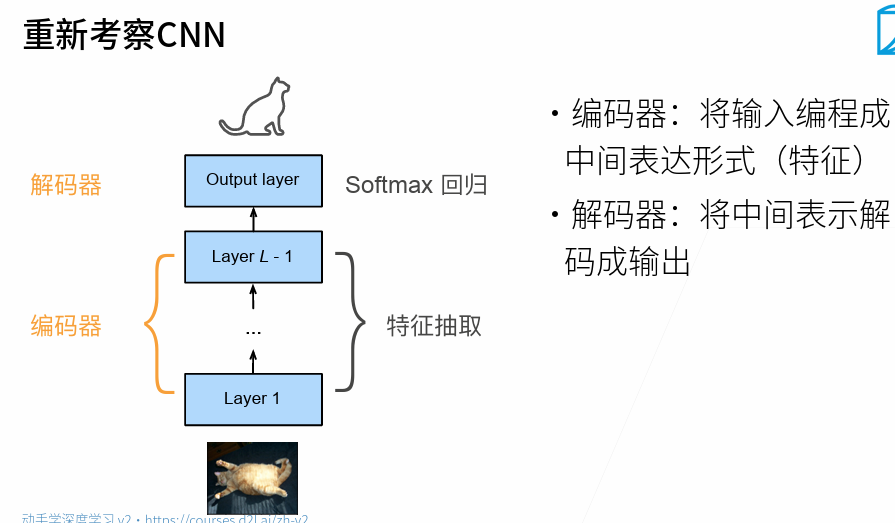 重新考察CNN
解码器
Output layer
Softmax 回归
Layer L - 1
编码器
...
特征抽取
Layer 1
• 编码器：将输入编程成
中间表达形式（特征）
• 解码器：将中间表示解
码成输出
动手学深度学习 v2 • https://courses.d2l.ai/zh-v2